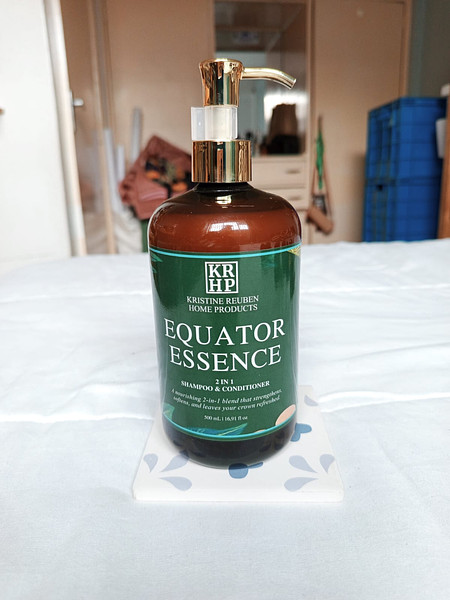 KR
HP
KRISTINE REUBEN
HOME PRODUCTS
EQUATOR
ESSENCE
2 IN 1
SHAMPOO & CONDITIONER
A nourishing 2-in-1 blend that strengthens,
softens, and leaves your crown refreshed
500 mL | 16.91 fl oz